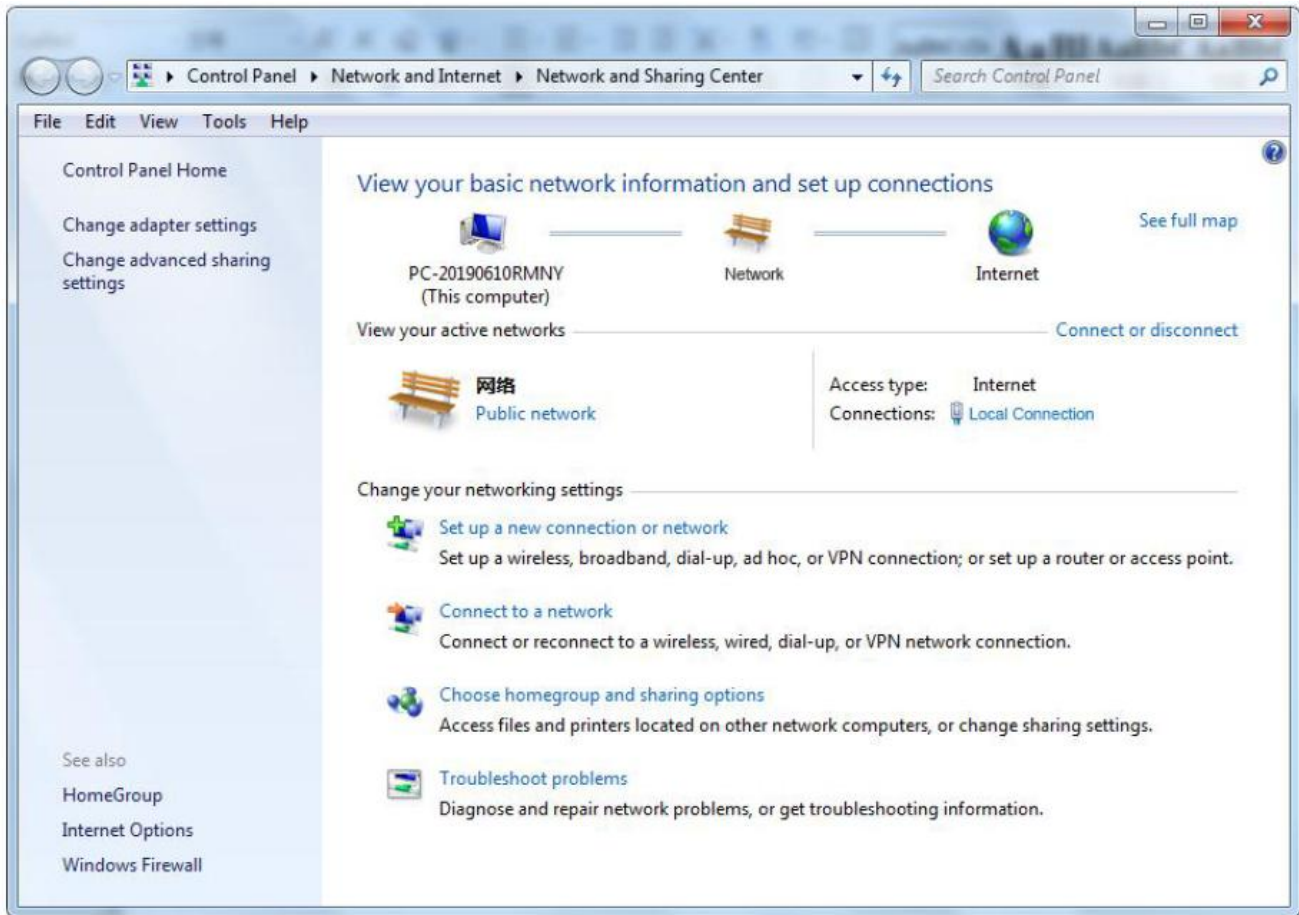 Control Panel ▸ Network and Internet ▸ Network and Sharing Center
Search Control Panel
File Edit View Tools Help
Control Panel Home
Change adapter settings
Change advanced sharing
settings
View your basic network information and set up connections
See full map
PC-20190610RMNY
(This computer)
Network
Internet
View your active networks
Connect or disconnect
网络
Public network
Access type: Internet
Connections: Local Connection
Change your networking settings
Set up a new connection or network
Set up a wireless, broadband, dial-up, ad hoc, or VPN connection; or set up a router or access point.
Connect to a network
Connect or reconnect to a wireless, wired, dial-up, or VPN network connection.
Choose homegroup and sharing options
Access files and printers located on other network computers, or change sharing settings.
Troubleshoot problems
Diagnose and repair network problems, or get troubleshooting information.
See also
HomeGroup
Internet Options
Windows Firewall